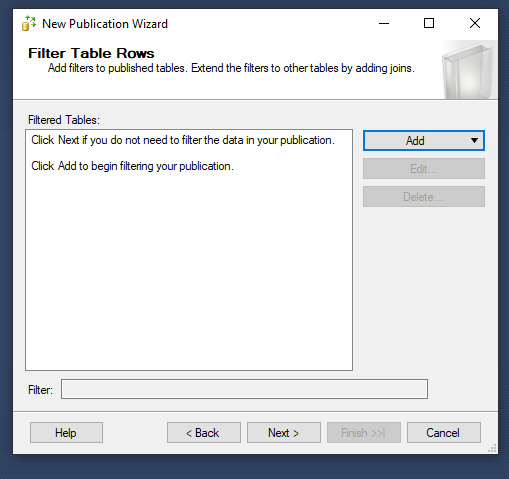 New Publication Wizard
Filter Table Rows
Add filters to published tables. Extend the filters to other tables by adding joins.
Filtered Tables:
Click Next if you do not need to filter the data in your publication.
Click Add to begin filtering your publication.
Add
Edit...
Delete...
Filter:
Help
< Back
Next >
Finish >>|
Cancel